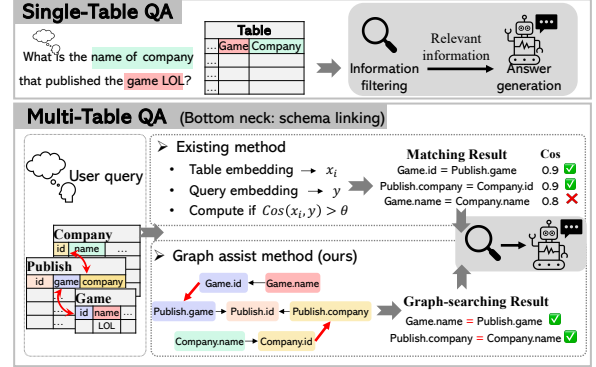 Single-Table QA
What is the name of company
that published the game LOL?
Table
... Game Company
...
...
...
Relevant
information
Information
filtering
Answer
generation
Multi-Table QA (Bottom neck: schema linking)
User query
Company
id name ...
Publish
id game company
...
...
Game
id name ...
LOL
...
➤ Existing method
• Table embedding → xᵢ
• Query embedding → y
• Compute if Cos(xᵢ, y) > θ
Matching Result Cos
Game.id = Publish.game 0.9 ✅
Publish.company = Company.id 0.9 ✅
Game.name = Company.name 0.8 ❌
➤ Graph assist method (ours)
Game.id ← Game.name
Publish.game → Publish.id ← Publish.company
Company.name → Company.id
Graph-searching Result
Game.name = Publish.game ✅
Publish.company = Company.name ✅